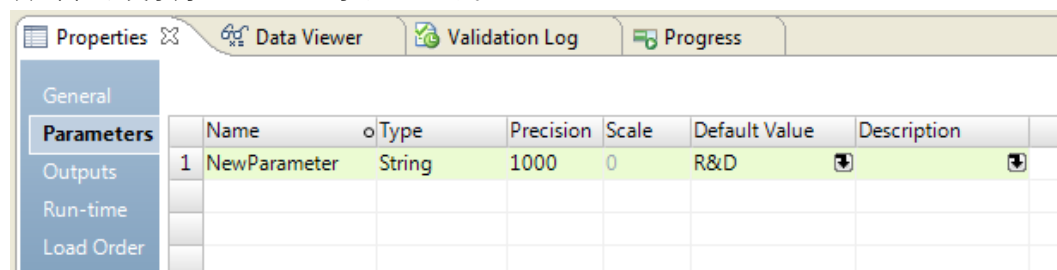 Properties Data Viewer Validation Log Progress
General
Parameters
Outputs
Run-time
Load Order
Name o Type Precision Scale Default Value Description
1 NewParameter String 1000 0 R&D